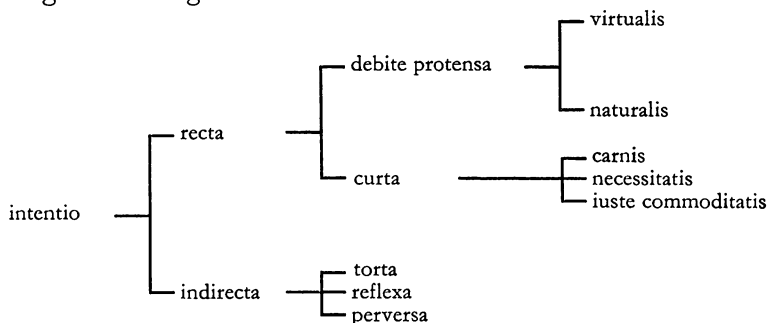 virtualis
debite protensa
naturalis
recta
carnis
curta
necessitatis
iuste commoditatis
intentio
torta
indirecta
reflexa
perversa